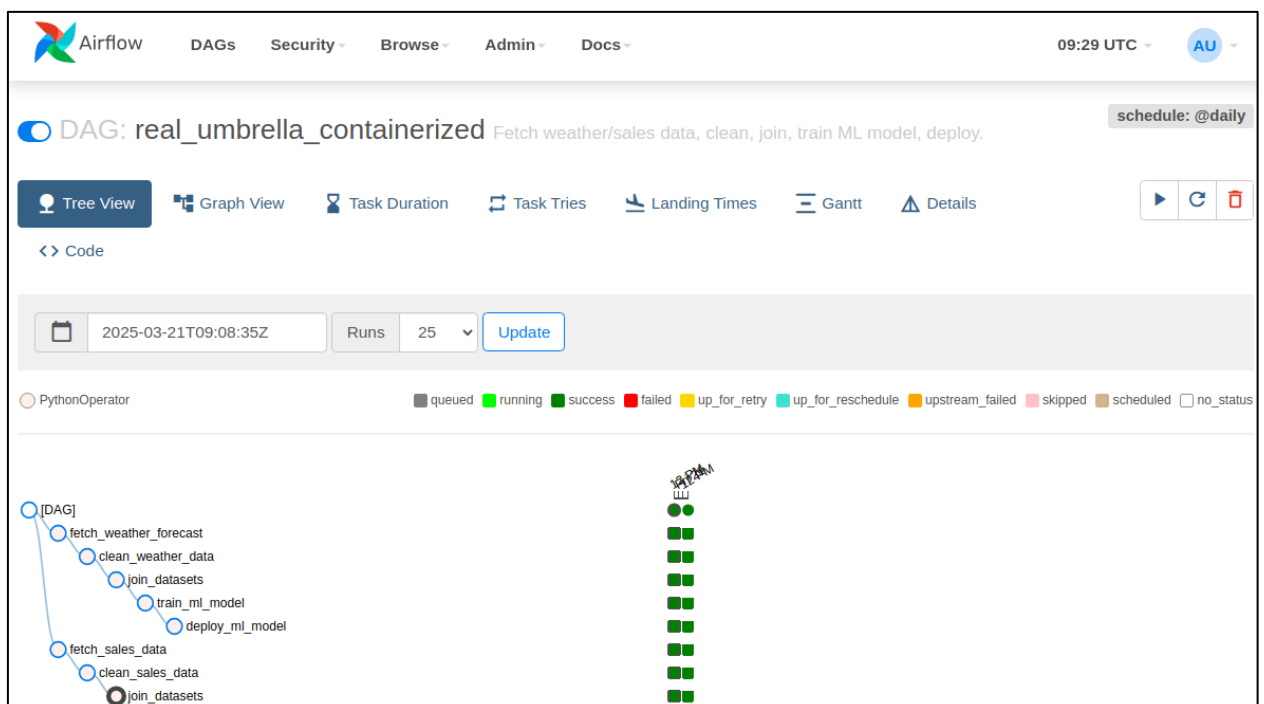 Airflow DAGs Security Browse Admin Docs 09:29 UTC AU
schedule: @daily
DAG: real_umbrella_containerized Fetch weather/sales data, clean, join, train ML model, deploy.
Tree View Graph View Task Duration Task Tries Landing Times Gantt Details
Code
2025-03-21T09:08:35Z Runs 25 Update
PythonOperator queued running success failed up_for_retry up_for_reschedule upstream_failed skipped scheduled no_status
[DAG]
fetch_weather_forecast
clean_weather_data
join_datasets
train_ml_model
deploy_ml_model
fetch_sales_data
clean_sales_data
join_datasets